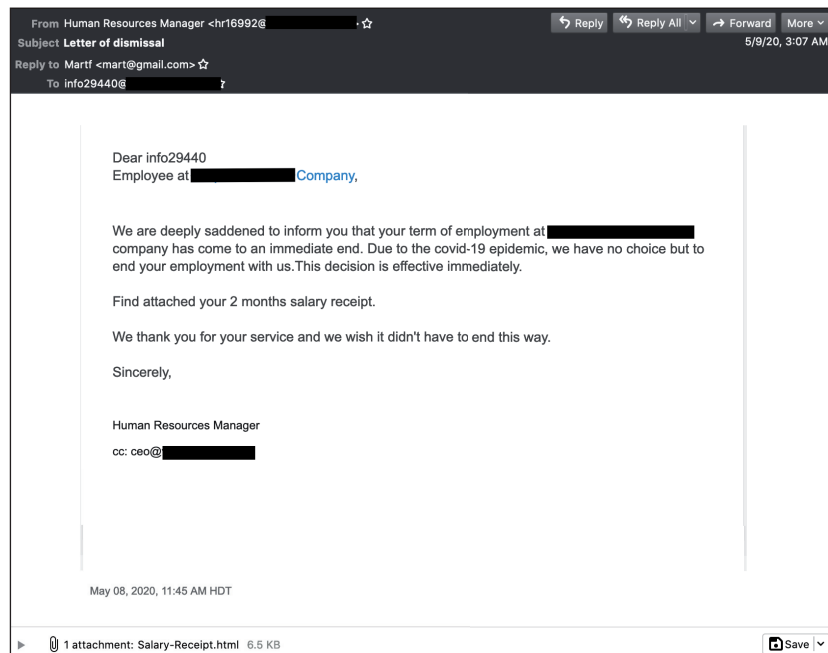 From Human Resources Manager <hr16992@
Reply Reply All Forward More
Subject Letter of dismissal
5/9/20, 3:07 AM
Reply to Martf <mart@gmail.com>
To info29440@
Dear info29440
Employee at Company,
We are deeply saddened to inform you that your term of employment at
company has come to an immediate end. Due to the covid-19 epidemic, we have no choice but to
end your employment with us.This decision is effective immediately.
Find attached your 2 months salary receipt.
We thank you for your service and we wish it didn't have to end this way.
Sincerely,
Human Resources Manager
cc: ceo@
May 08, 2020, 11:45 AM HDT
1 attachment: Salary-Receipt.html 6.5 KB
Save